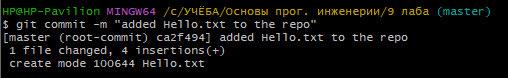 HP@HP-Pavilion MINGW64 /c/УЧЁБА/Основы прог. инженерии/9 лаба (master)
$ git commit -m "added Hello.txt to the repo"
[master (root-commit) ca2f494] added Hello.txt to the repo
 1 file changed, 4 insertions(+)
 create mode 100644 Hello.txt